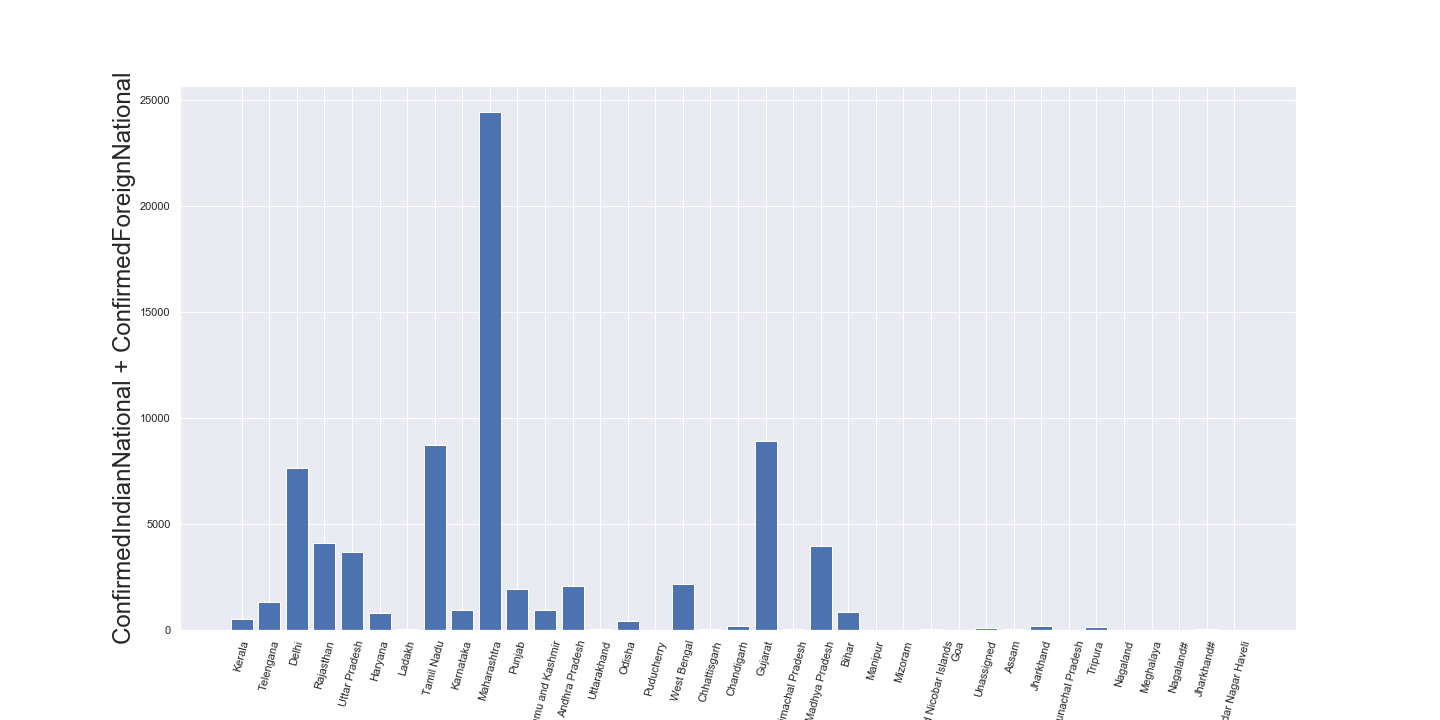 ConfirmedIndianNational + ConfirmedForeignNational
25000
20000
15000
10000
5000
0
Kerala
Telengana
Delhi
Rajasthan
Uttar Pradesh
Haryana
Ladakh
Tamil Nadu
Karnataka
Maharashtra
Punjab
and Kashmir
Andhra Pradesh
Uttarakhand
Odisha
Puducherry
West Bengal
Chhattisgarh
Chandigarh
Gujarat
Pradesh
Madhya Pradesh
Bihar
Manipur
Mizoram
Nicobar Islands
Goa
Unassigned
Assam
Jharkhand
Pradesh
Tripura
Nagaland
Meghalaya
Nagaland#
Jharkhand#
Nagar Haveli